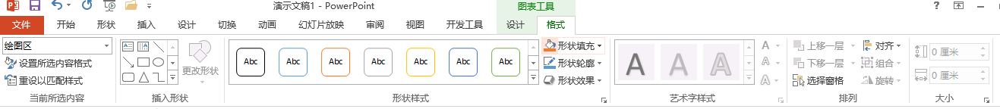 演示文稿1 - PowerPoint
图表工具
文件
开始
形状
插入
设计
切换
动画
幻灯片放映
审阅
视图
开发工具
设计
格式
绘图区
设置所选内容格式
重设以匹配样式
当前所选内容
更改形状
插入形状
Abc
Abc
Abc
Abc
Abc
Abc
Abc
形状填充
形状轮廓
形状效果
形状样式
A
A
A
A
A
A
艺术字样式
上移一层
下移一层
选择窗格
对齐
组合
旋转
排列
0 厘米
0 厘米
大小